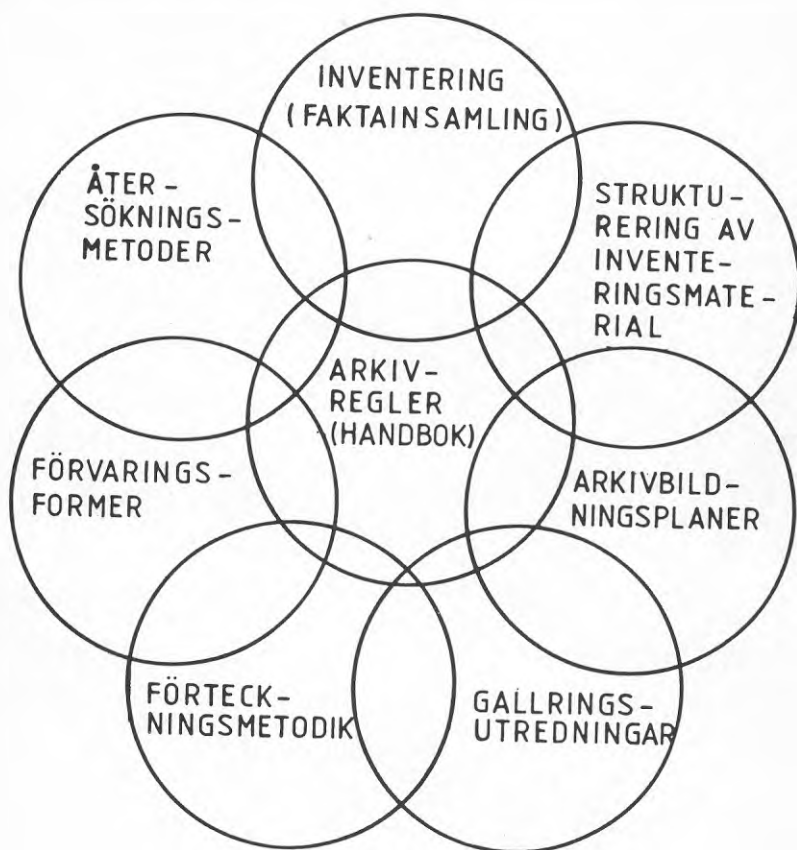 INVENTERING
(FAKTAINSAMLING)
STRUKTU-
RERING AV
INVENTE-
RINGSMATE-
RIAL
ARKIVBILD-
NINGSPLANER
GALLRINGS-
UTREDNINGAR
FÖRTECK-
NINGSMETODIK
FÖRVARINGS-
FORMER
ÅTER-
SÖKNINGS-
METODER
ARKIV-
REGLER
(HANDBOK)